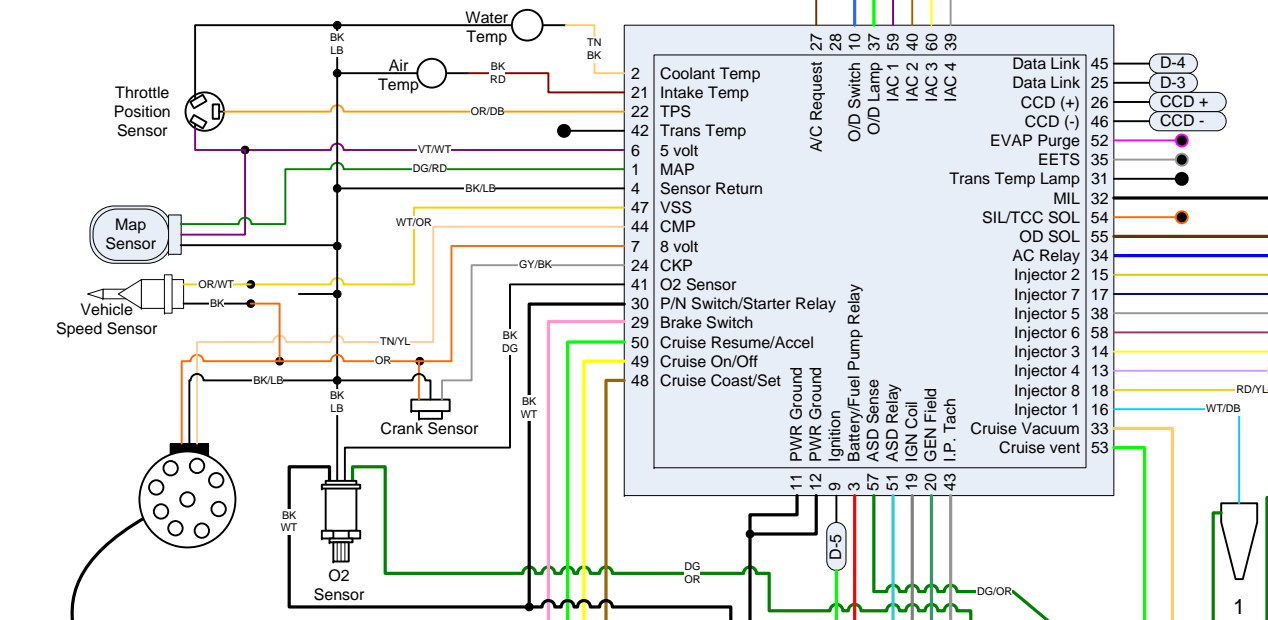 Water
Temp
BK
LB
TN
BK
Air
Temp
BK
RD
Throttle
Position
Sensor
OR/DB
VT/WT
DG/RD
BK/LB
Map
Sensor
WT/OR
GY/BK
OR/WT
BK
Vehicle
Speed Sensor
TN/YL
OR
BK/LB
BK
LB
BK
DG
BK
WT
Crank Sensor
BK
WT
O2
Sensor
DG
OR
27
28
10
37
59
40
60
39
A/C Request
O/D Switch
O/D Lamp
IAC 1
IAC 2
IAC 3
IAC 4
2 Coolant Temp
21 Intake Temp
22 TPS
42 Trans Temp
6 5 volt
1 MAP
4 Sensor Return
47 VSS
44 CMP
7 8 volt
24 CKP
41 O2 Sensor
30 P/N Switch/Starter Relay
29 Brake Switch
50 Cruise Resume/Accel
49 Cruise On/Off
48 Cruise Coast/Set
PWR Ground
PWR Ground
Ignition
Battery/Fuel Pump Relay
ASD Sense
ASD Relay
IGN Coil
GEN Field
I.P. Tach
11
12
9
3
57
51
19
20
43
D-5
DG/OR
Data Link 45 D-4
Data Link 25 D-3
CCD (+) 26 CCD +
CCD (-) 46 CCD -
EVAP Purge 52
EETS 35
Trans Temp Lamp 31
MIL 32
SIL/TCC SOL 54
OD SOL 55
AC Relay 34
Injector 2 15
Injector 7 17
Injector 5 38
Injector 6 58
Injector 3 14
Injector 4 13
Injector 8 18 RD/YL
Injector 1 16 WT/DB
Cruise Vacuum 33
Cruise vent 53
1